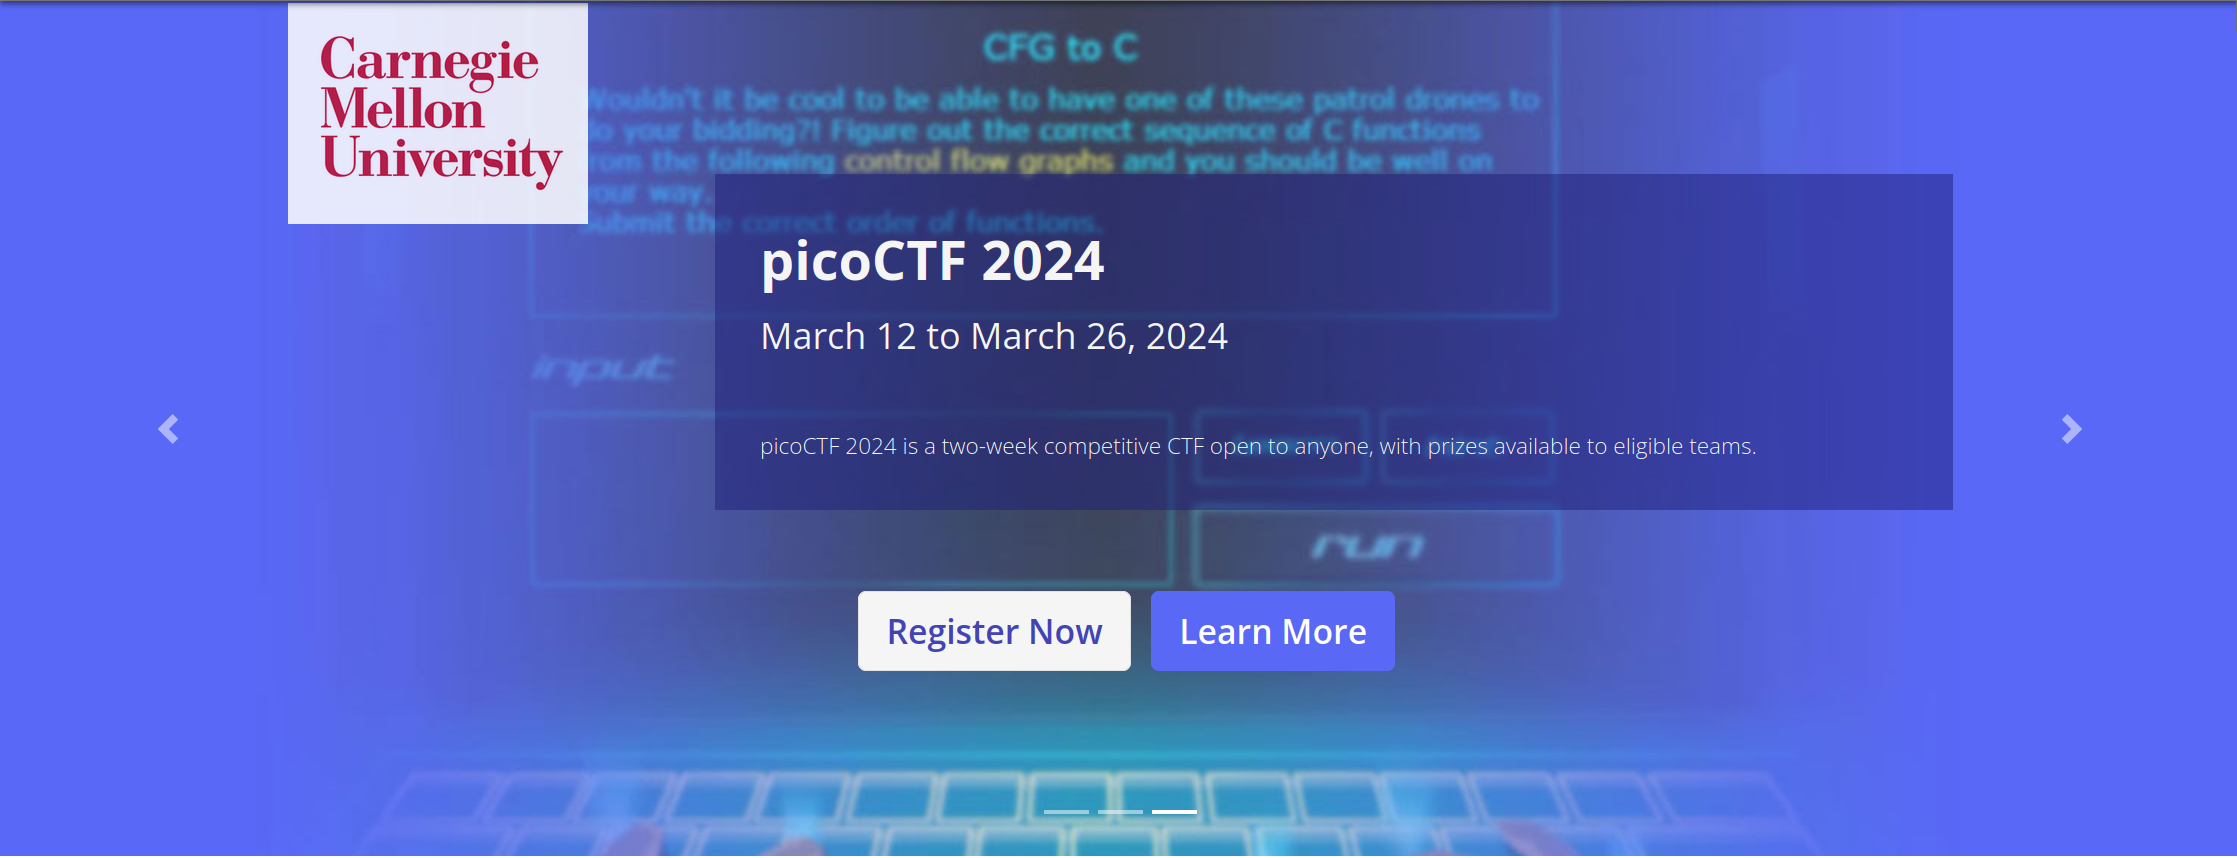 Carnegie
Mellon
University
CFG to C
Wouldn't it be cool to be able to have one of these patrol drones to
do your bidding?! Figure out the correct sequence of C functions
from the following control flow graphs and you should be well on
your way.
Submit the correct order of functions.
picoCTF 2024
March 12 to March 26, 2024
input
picoCTF 2024 is a two-week competitive CTF open to anyone, with prizes available to eligible teams.
run
Register Now
Learn More